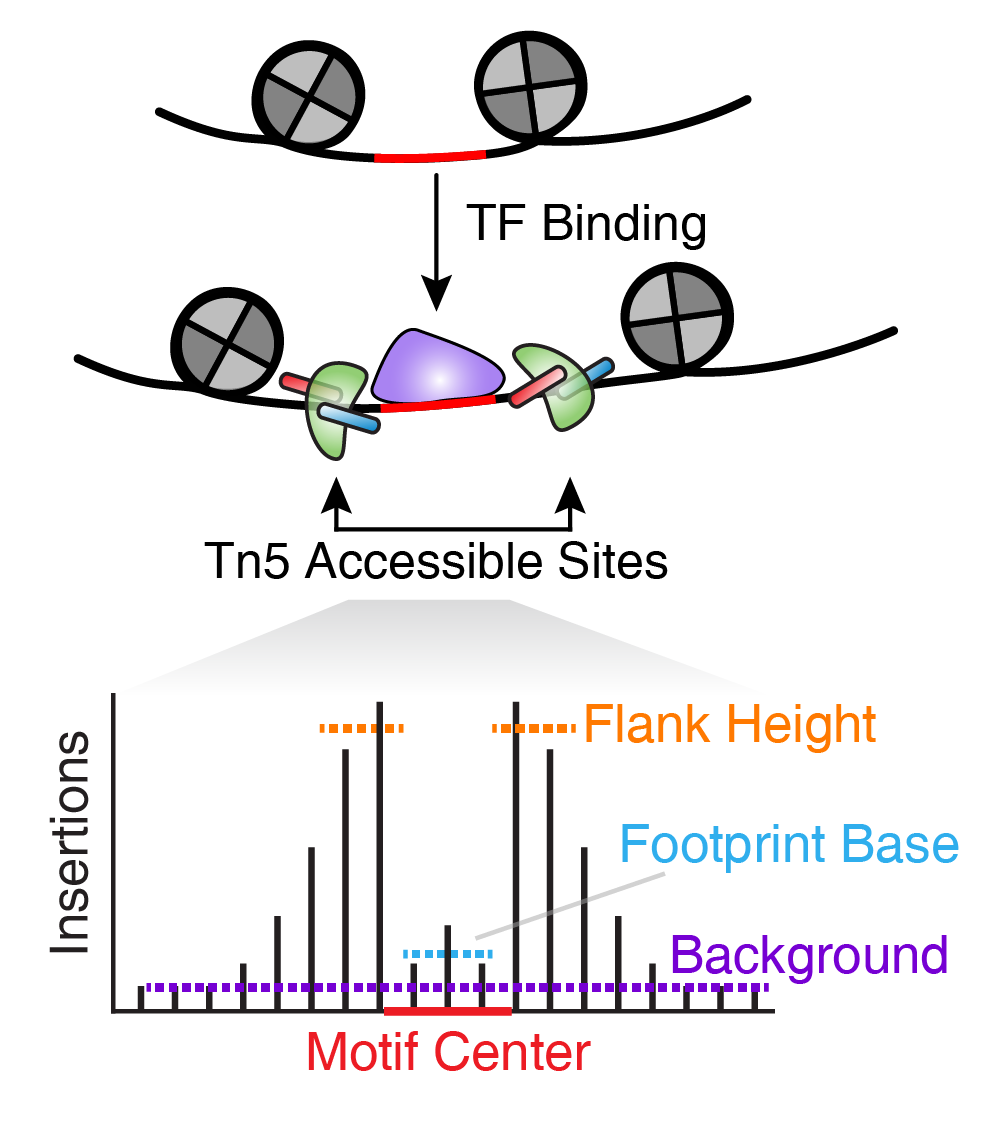 TF Binding
Tn5 Accessible Sites
Flank Height
Footprint Base
Background
Insertions
Motif Center